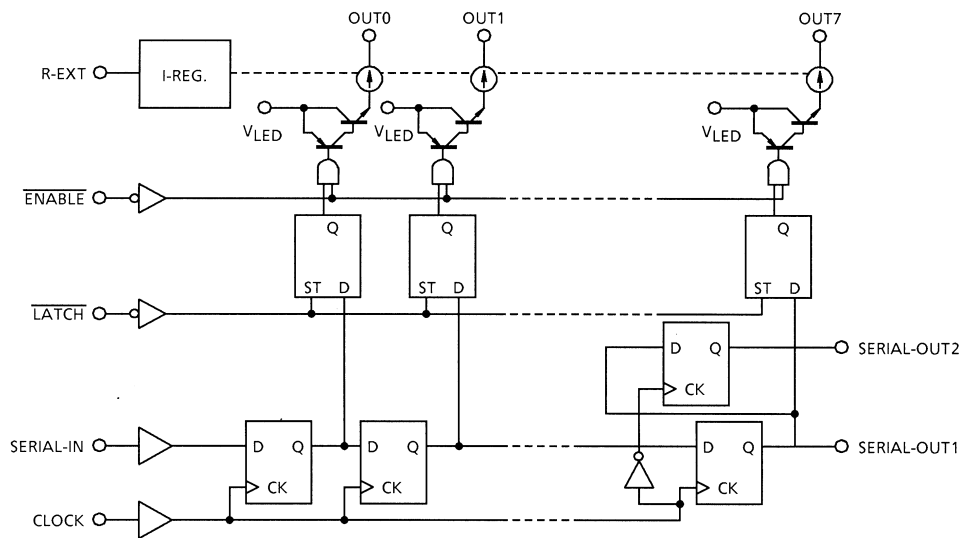 OUT0 OUT1 OUT7
R-EXT I-REG.
VLED VLED VLED
ENABLE
Q Q Q
ST D ST D ST D
LATCH
D Q SERIAL-OUT2
CK
SERIAL-IN D Q D Q D Q SERIAL-OUT1
CK CK CK
CLOCK